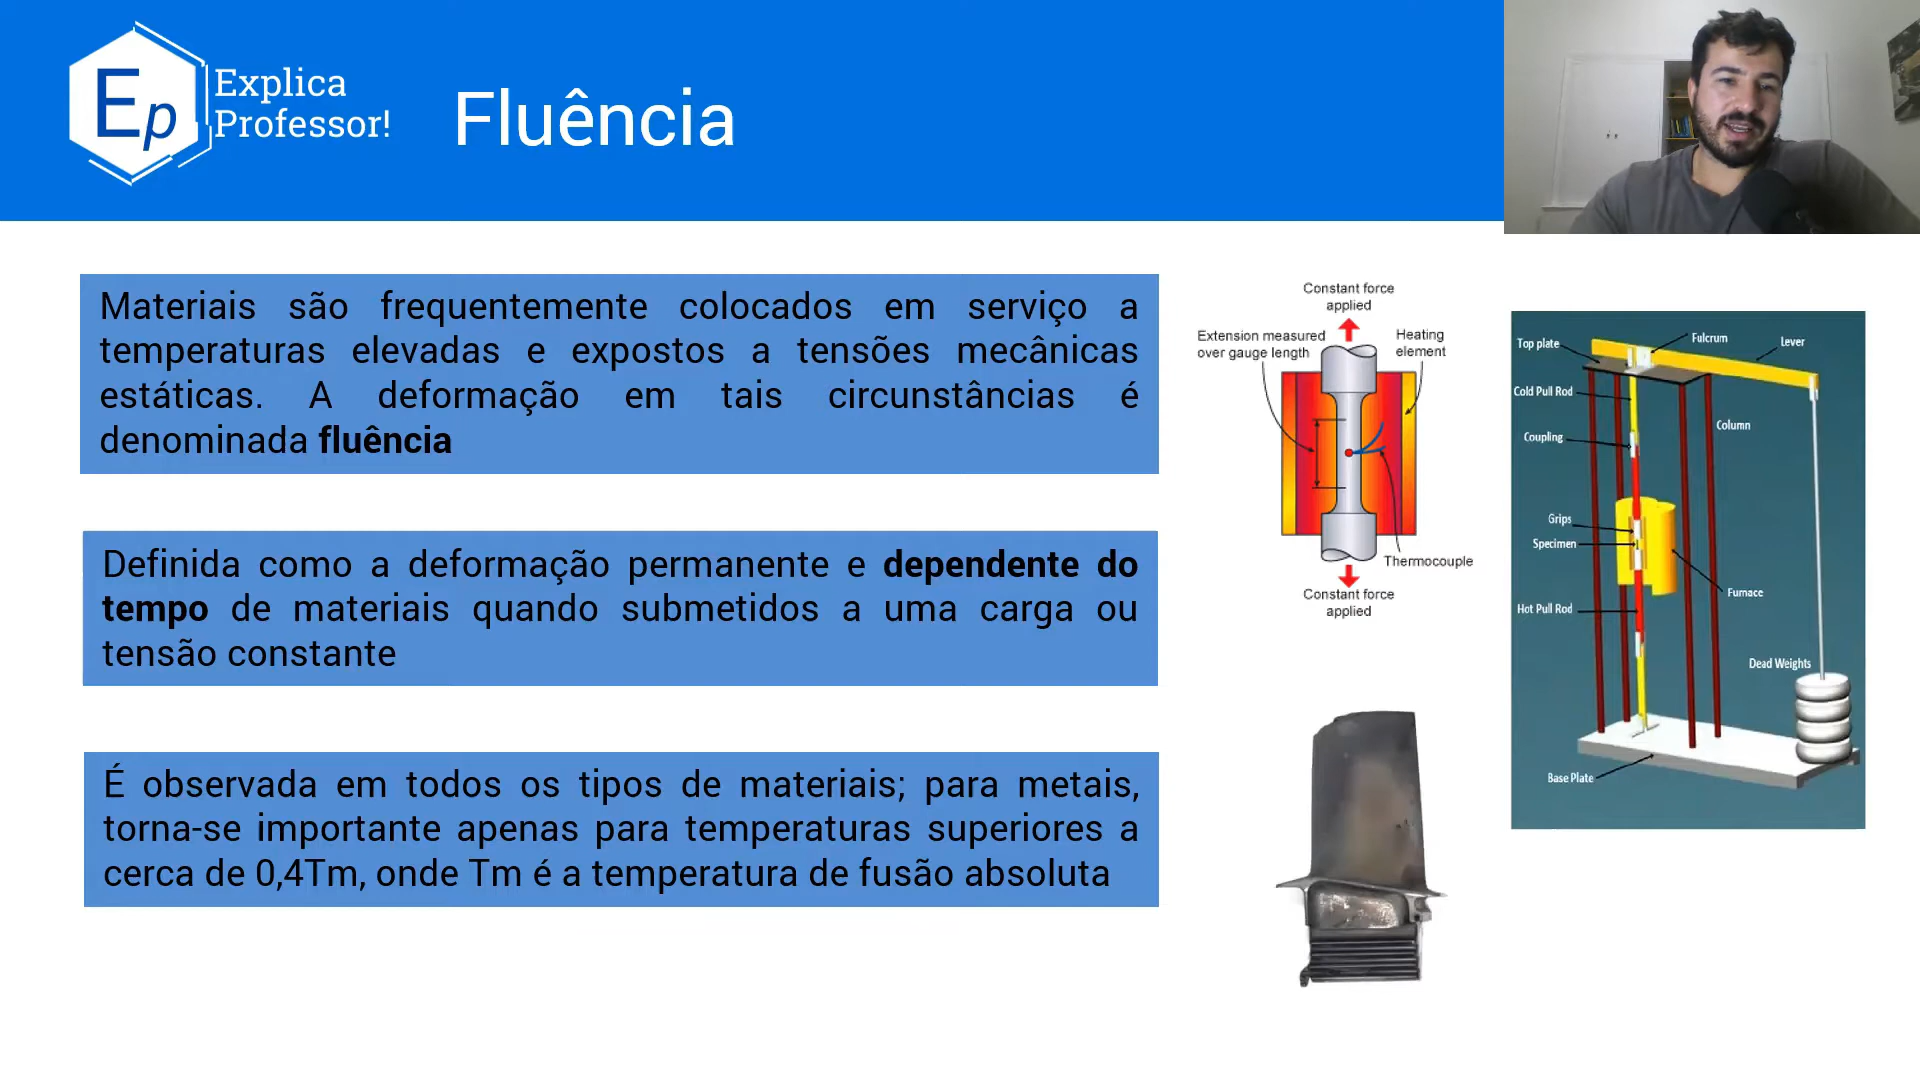 Ep
Explica
Professor!
Fluência
Materiais são frequentemente colocados em serviço a
temperaturas elevadas e expostos a tensões mecânicas
estáticas. A deformação em tais circunstâncias é
denominada fluência
Definida como a deformação permanente e dependente do
tempo de materiais quando submetidos a uma carga ou
tensão constante
É observada em todos os tipos de materiais; para metais,
torna-se importante apenas para temperaturas superiores a
cerca de 0,4Tm, onde Tm é a temperatura de fusão absoluta
Constant force
applied
Extension measured
over gauge length
Heating
element
Thermocouple
Constant force
applied
Top plate
Fulcrum
Lever
Cold Pull Rod
Column
Coupling
Grips
Specimen
Furnace
Hot Pull Rod
Dead Weights
Base Plate